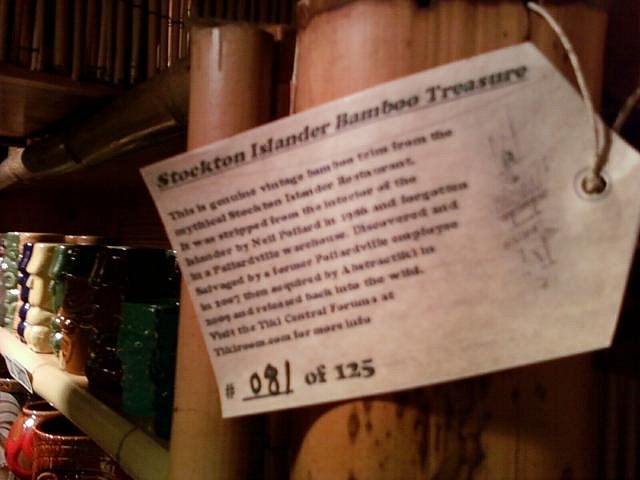 Stockton Islander Bamboo Treasure
This is genuine vintage bamboo trim from the
mythical Stockton Islander Restaurant.
It was stripped from the interior of the
Islander by Neil Pollard in 1980 and forgotten
in a Pollardville warehouse. Discovered and
Salvaged by a former Pollardville employee
in 2007 then acquired by Abstractiki in
2009 and released back into the wild.
Visit the Tiki Central Forums at
Tikiroom.com for more info
# 081 of 125